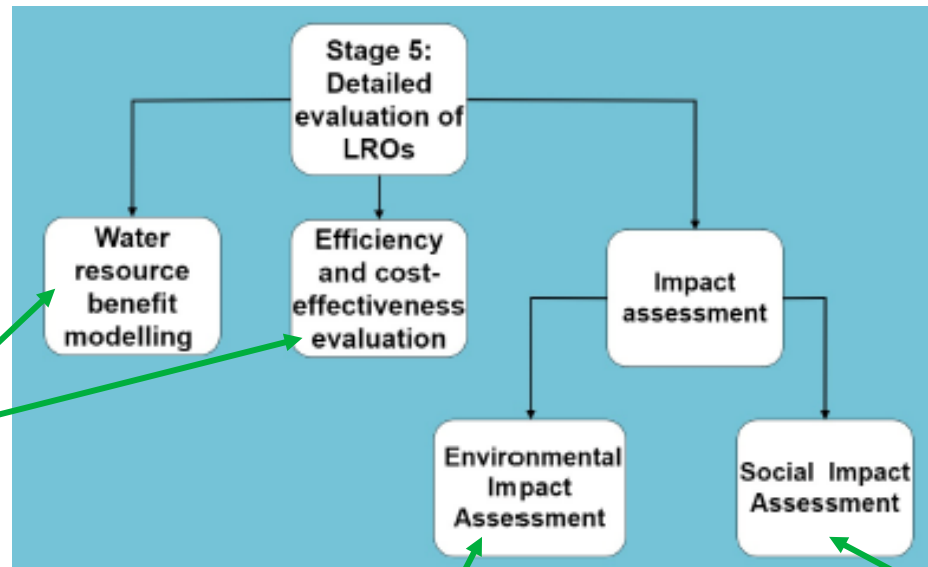 Stage 5:
Detailed
evaluation of
LROs
Water
resource
benefit
modelling
Efficiency
and cost-
effectiveness
evaluation
Impact
assessment
Environmental
Impact
Assessment
Social Impact
Assessment